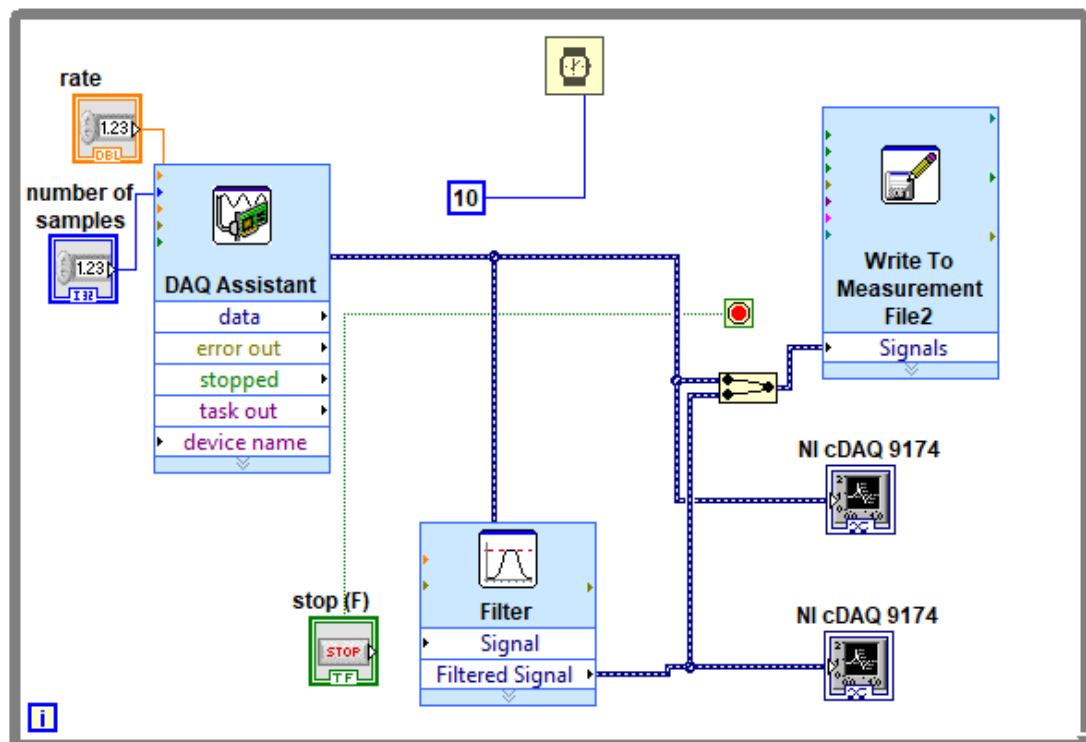 rate
1.23
DBL
number of
samples
1.23
I32
DAQ Assistant
data
error out
stopped
task out
device name
10
Write To
Measurement
File2
Signals
NI cDAQ 9174
Filter
Signal
Filtered Signal
stop (F)
STOP
TF
NI cDAQ 9174
i